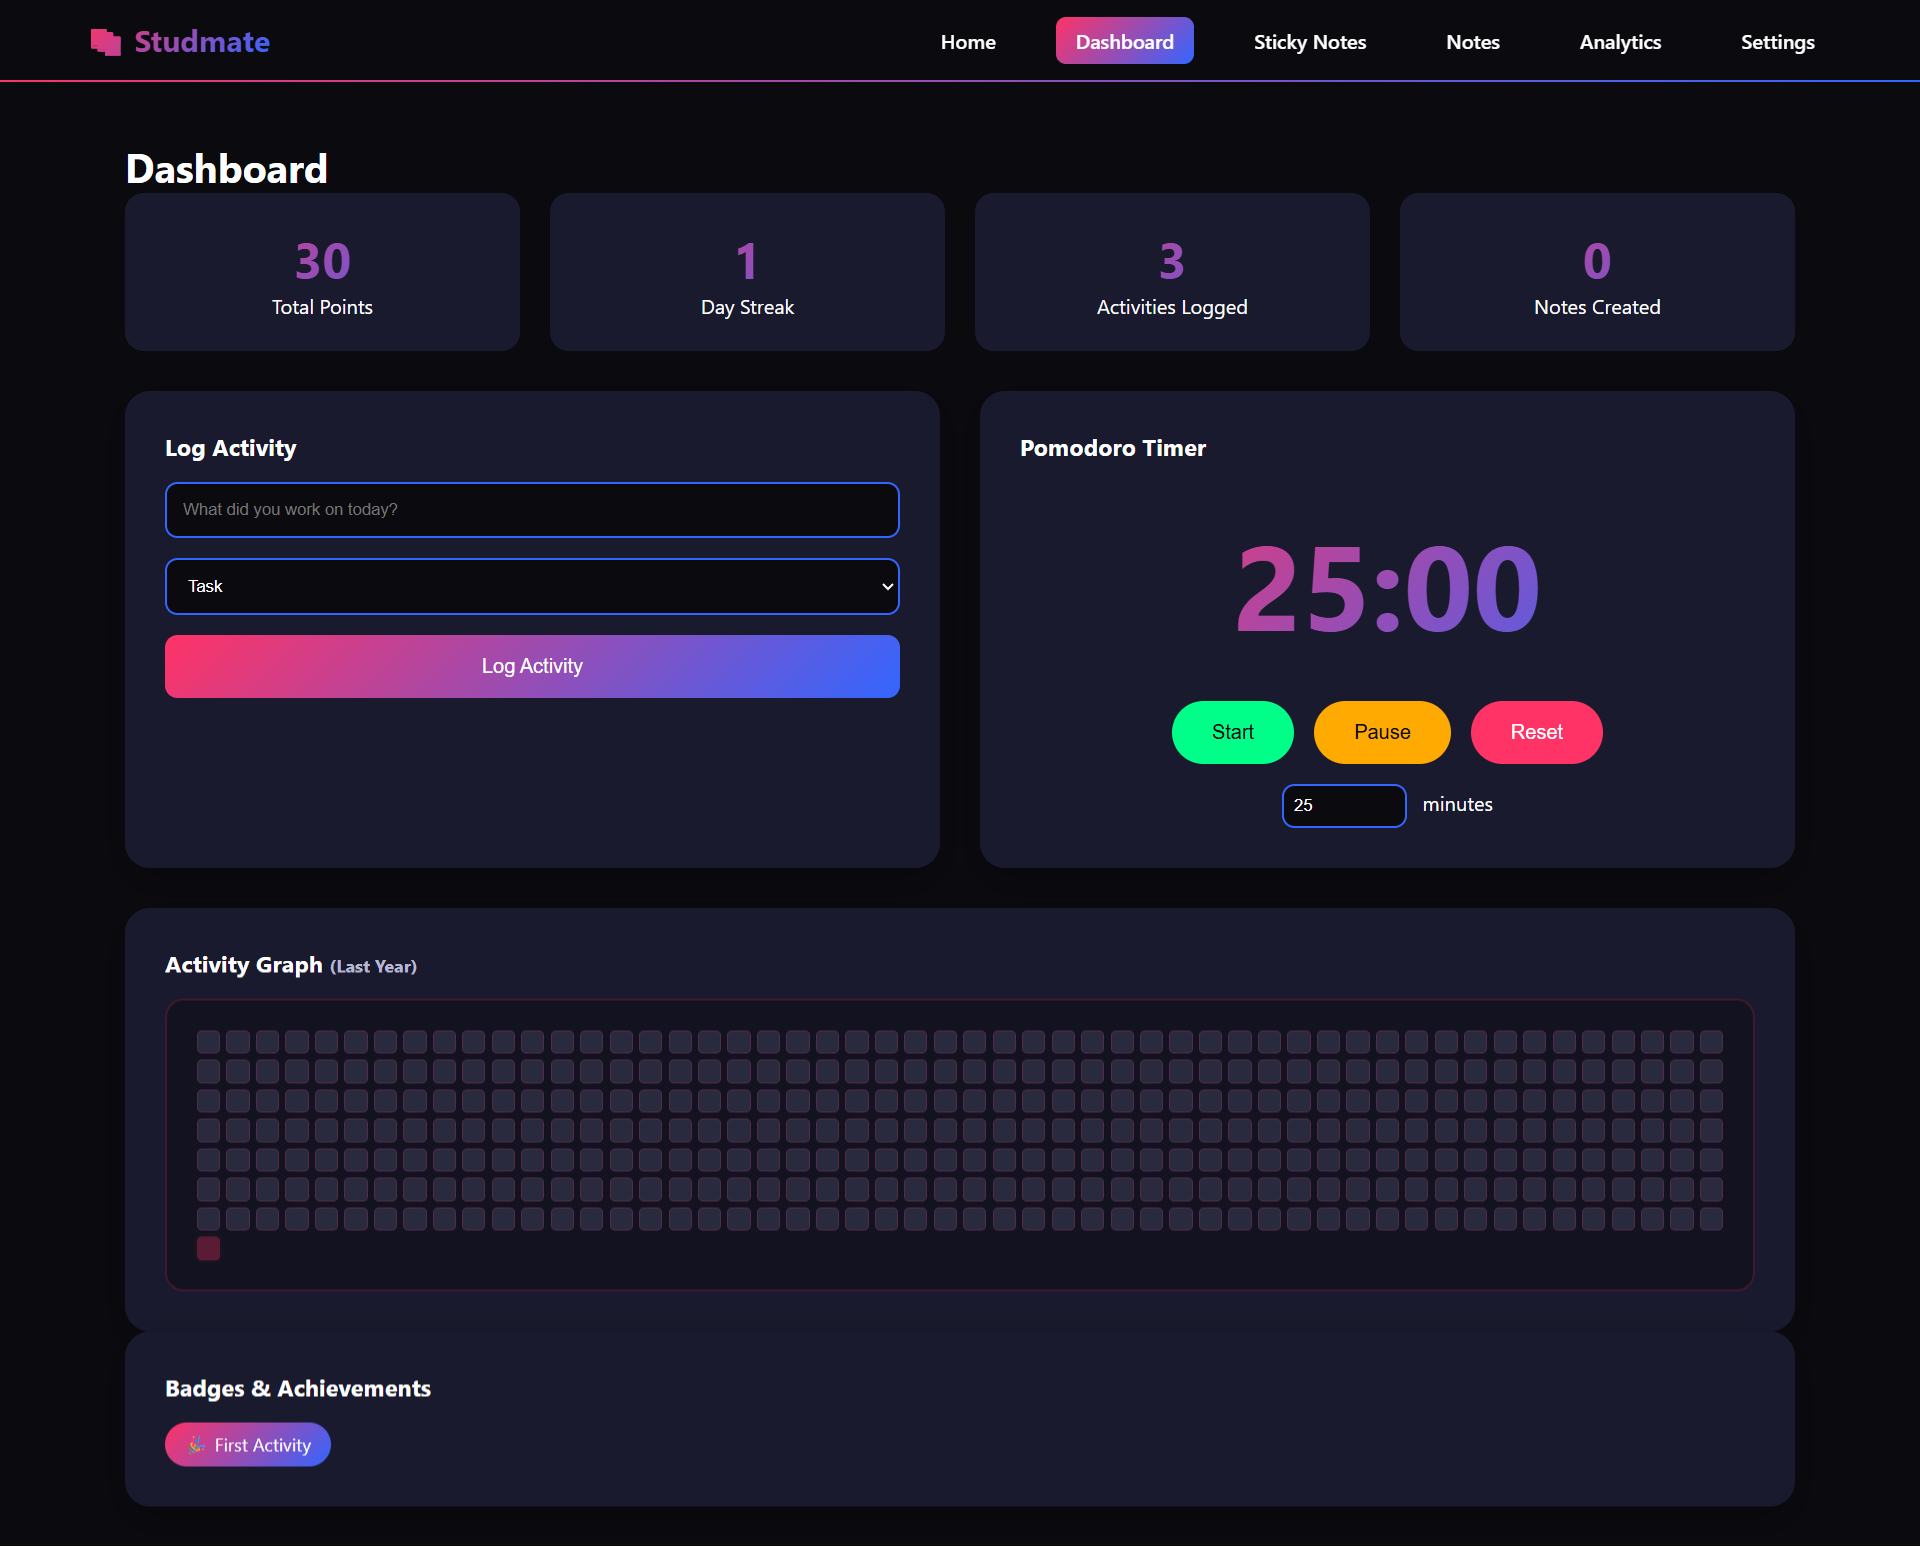 Studmate
Home
Dashboard
Sticky Notes
Notes
Analytics
Settings
Dashboard
30
Total Points
1
Day Streak
3
Activities Logged
0
Notes Created
Log Activity
What did you work on today?
Task
Log Activity
Pomodoro Timer
25:00
Start
Pause
Reset
25
minutes
Activity Graph (Last Year)
Badges & Achievements
🎉 First Activity